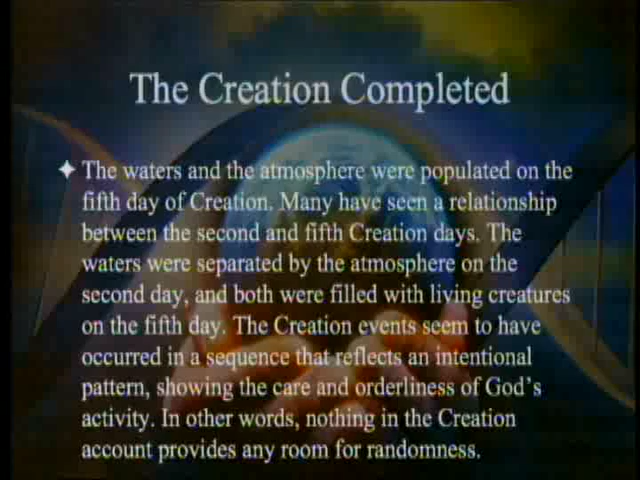 The Creation Completed
The waters and the atmosphere were populated on the
fifth day of Creation. Many have seen a relationship
between the second and fifth Creation days. The
waters were separated by the atmosphere on the
second day, and both were filled with living creatures
on the fifth day. The Creation events seem to have
occurred in a sequence that reflects an intentional
pattern, showing the care and orderliness of God's
activity. In other words, nothing in the Creation
account provides any room for randomness.